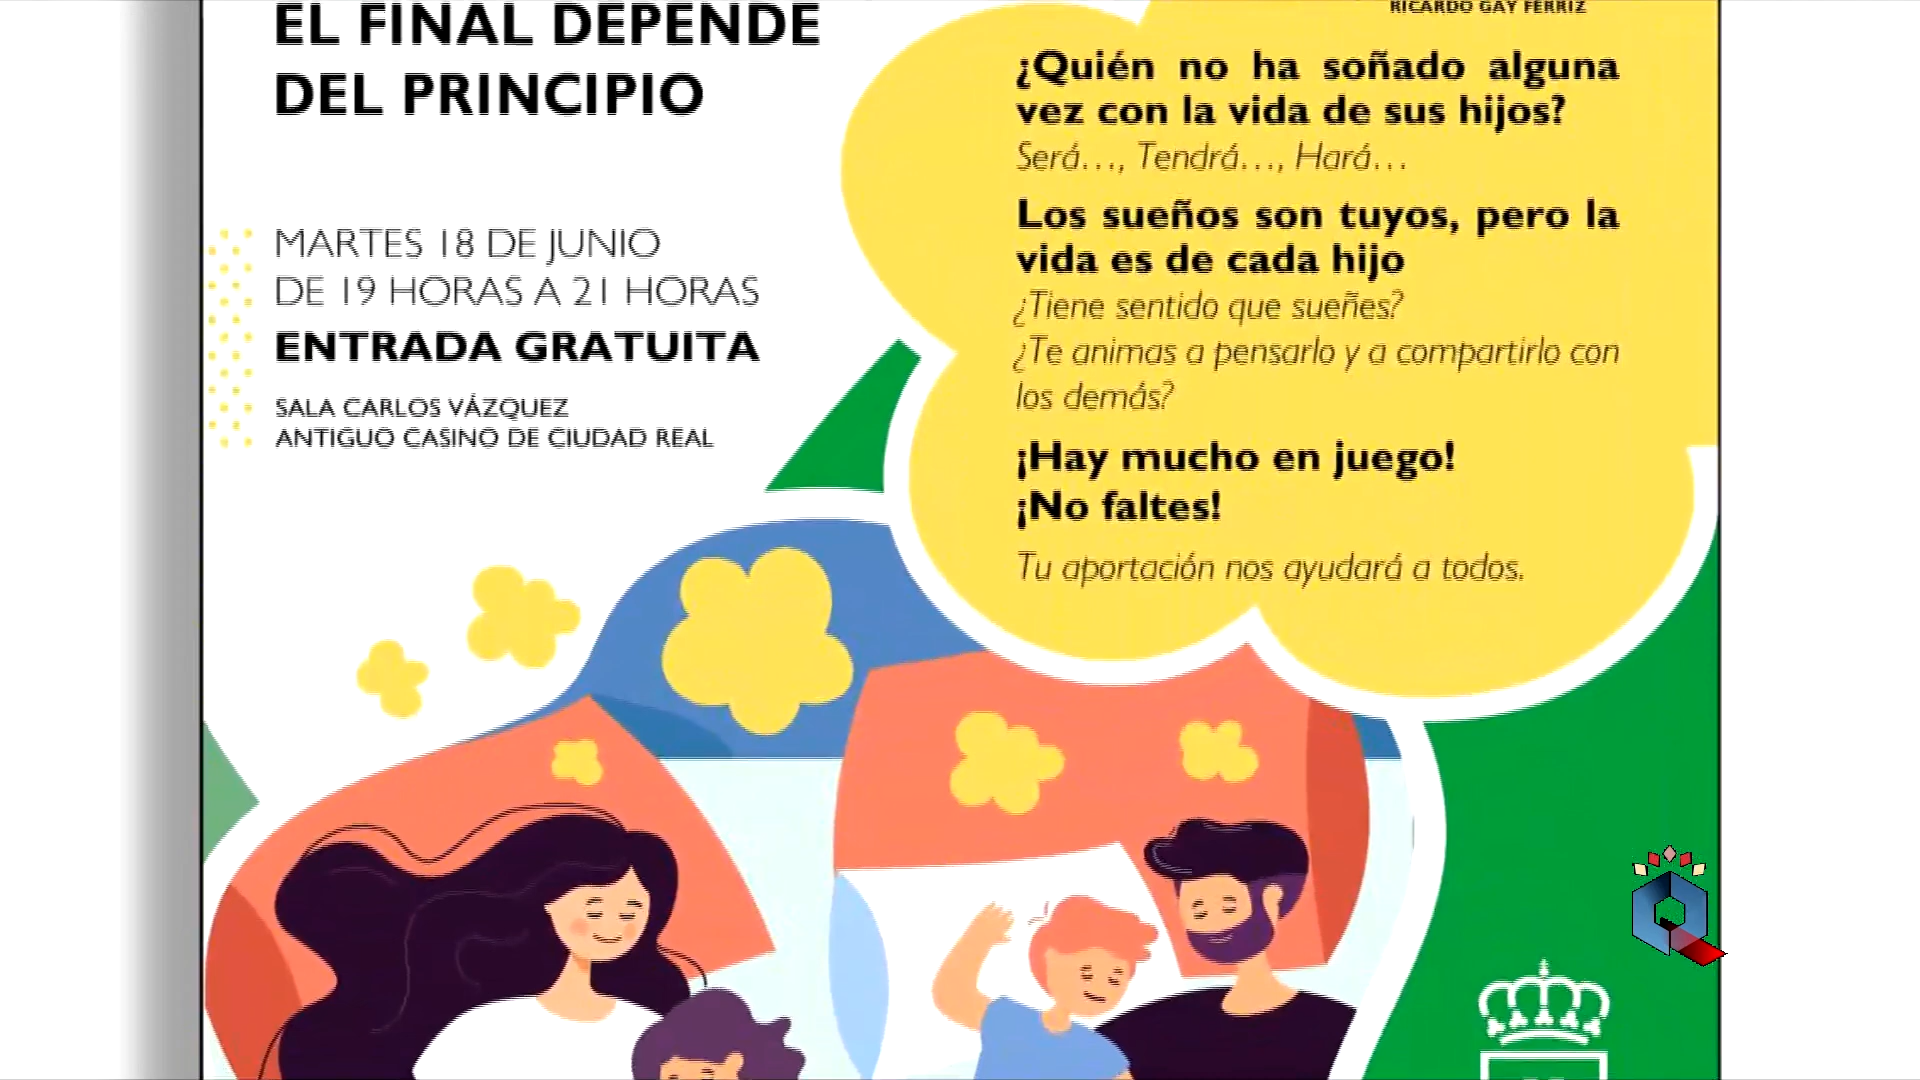 EL FINAL DEPENDE
DEL PRINCIPIO
MARTES 18 DE JUNIO
DE 19 HORAS A 21 HORAS
ENTRADA GRATUITA
SALA CARLOS VÁZQUEZ
ANTIGUO CASINO DE CIUDAD REAL
RICARDO GAY FERRIZ
¿Quién no ha soñado alguna
vez con la vida de sus hijos?
Será..., Tendrá..., Hará...
Los sueños son tuyos, pero la
vida es de cada hijo
¿Tiene sentido que sueñes?
¿Te animas a pensarlo y a compartirlo con
los demás?
¡Hay mucho en juego!
¡No faltes!
Tu aportación nos ayudará a todos.